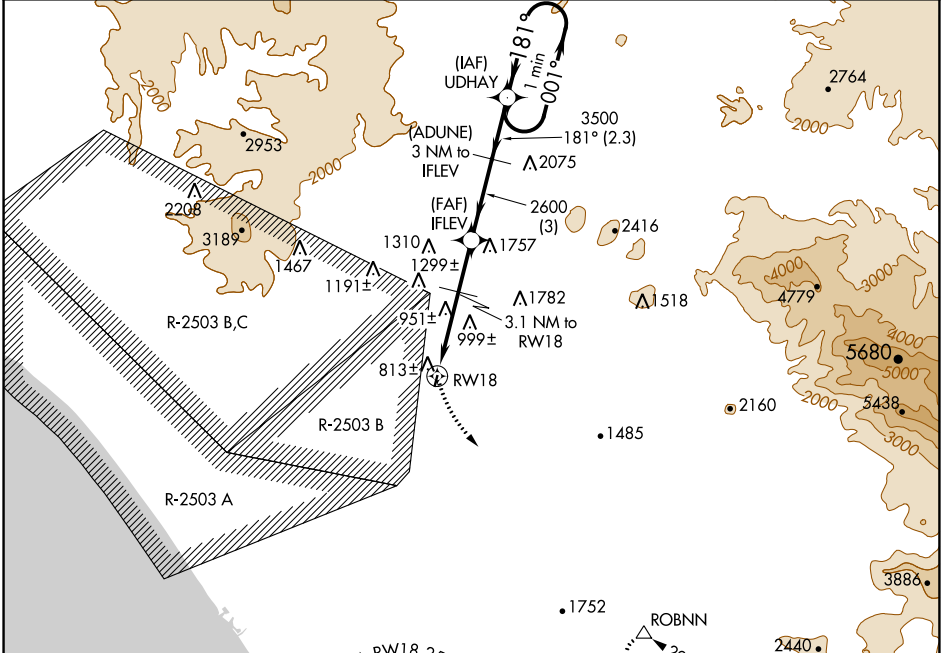 181°
1 min
001°
(IAF)
UDHAY
2764
2000
2000
3500
181° (2.3)
(ADUNE)
3 NM to
IFLEV
2953
2000
2075
2208
3189
(FAF)
IFLEV
2600
(3)
2416
1310
1757
1467
1299±
1191±
4000
3000
4779
1782
1518
951±
999±
3.1 NM to
RW18
R-2503 B,C
4000
5680
5000
813±
RW18
2000
5438
2160
3000
R-2503 B
1485
R-2503 A
3886
1752
ROBNN
2440
RW18